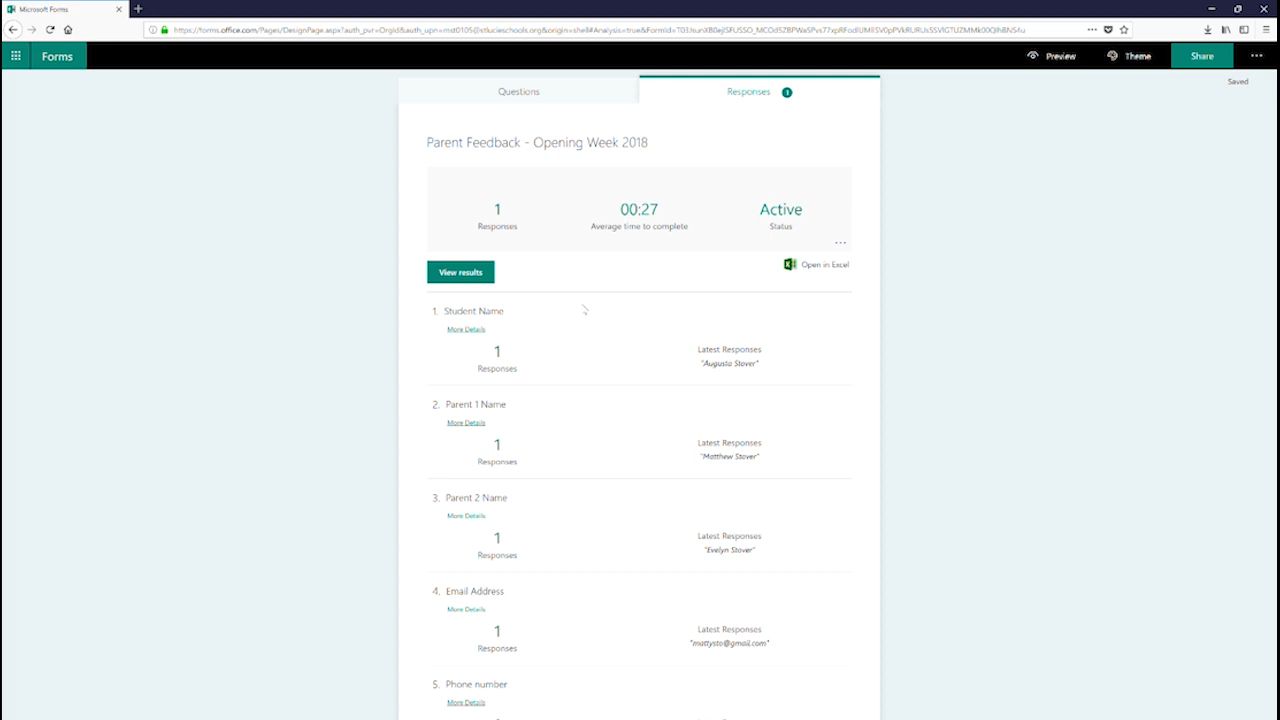 Microsoft Forms
Forms
Preview
Theme
Share
Saved
Questions
Responses 1
Parent Feedback - Opening Week 2018
1
Responses
00:27
Average time to complete
Active
Status
View results
Open in Excel
1. Student Name
More Details
1
Responses
Latest Responses
"Augusta Stover"
2. Parent 1 Name
More Details
1
Responses
Latest Responses
"Matthew Stover"
3. Parent 2 Name
More Details
1
Responses
Latest Responses
"Evelyn Stover"
4. Email Address
More Details
1
Responses
Latest Responses
"mattysto@gmail.com"
5. Phone number
More Details